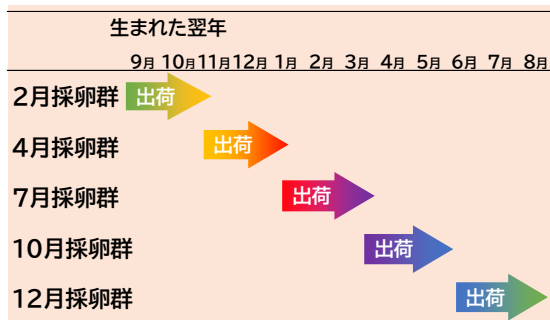 生まれた翌年
9月 10月 11月 12月 1月 2月 3月 4月 5月 6月 7月 8月
2月採卵群 出荷
4月採卵群 出荷
7月採卵群 出荷
10月採卵群 出荷
12月採卵群 出荷